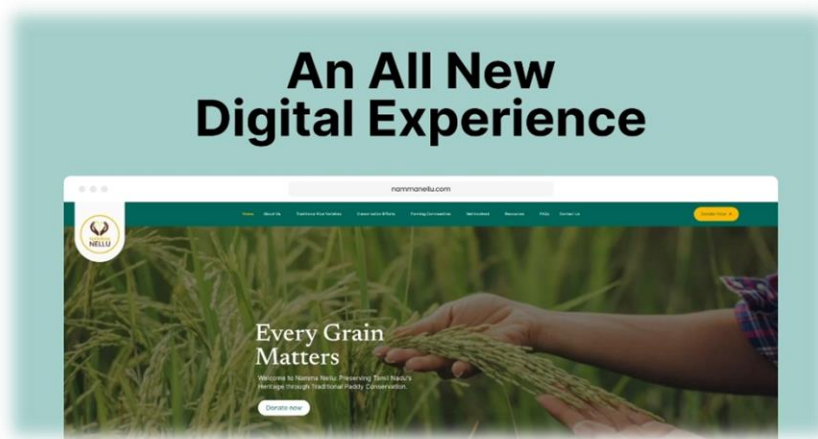 An All New
Digital Experience
nammanellu.com
Home About Us Traditional Rice Varieties Conservation Efforts Farming Communities Get Involved Resources FAQs Contact us
Donate Now
NAMMA
NELLU
Every Grain
Matters
Welcome to Namma Nellu: Preserving Tamil Nadu's
Heritage through Traditional Paddy Conservation.
Donate now